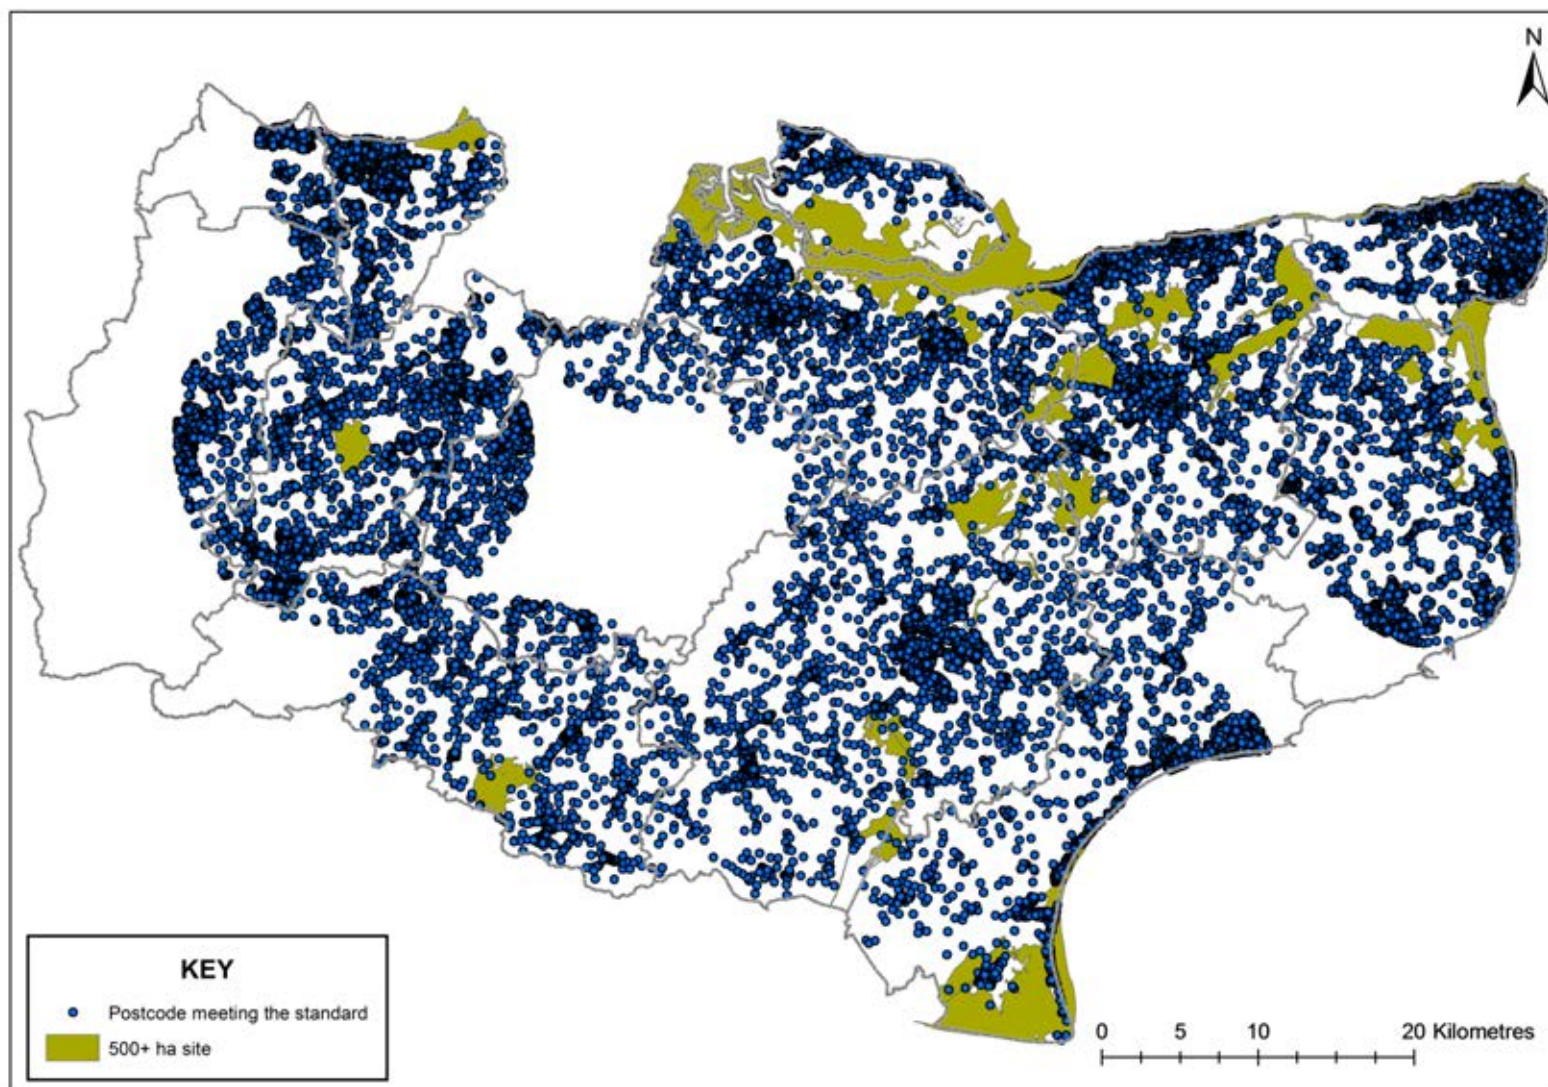 N
KEY
Postcode meeting the standard
500+ ha site
0 5 10 20 Kilometres